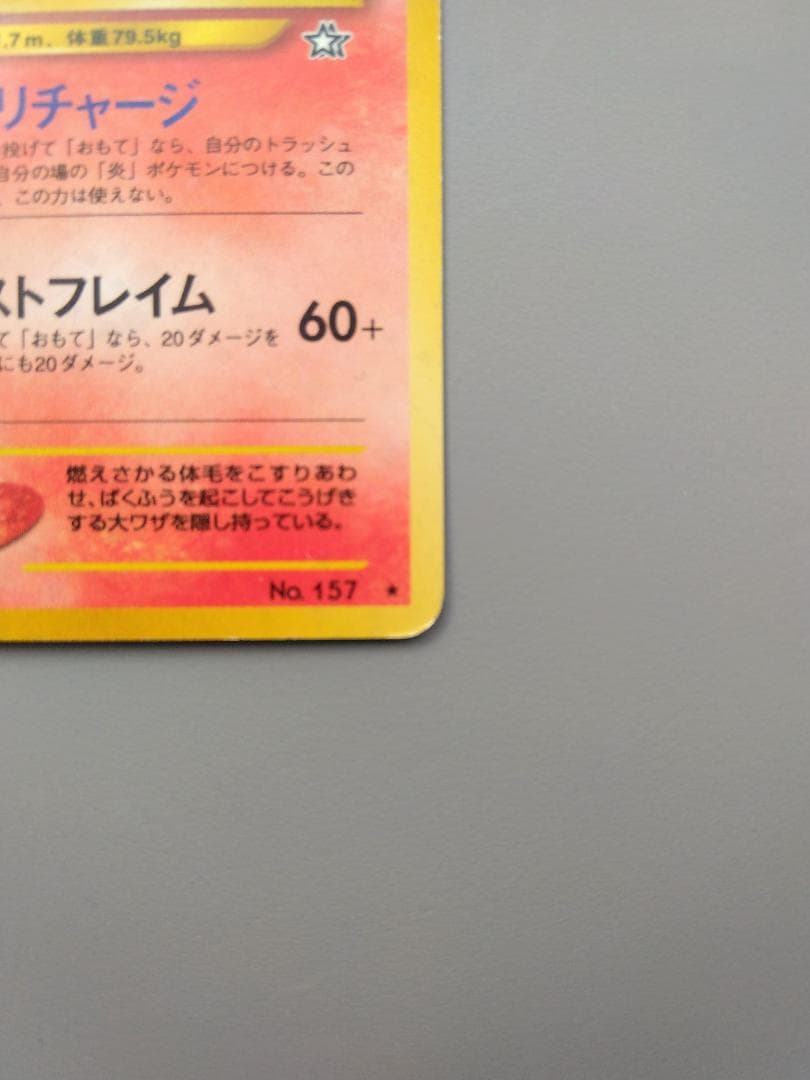 .7m、体重79.5kg
リチャージ
投げて「おもて」なら、自分のトラッシュ
自分の場の「炎」ポケモンにつける。この
、この力は使えない。
ストフレイム
60+
て「おもて」なら、20ダメージを
にも20ダメージ。
燃えさかる体毛をこすりあわ
せ、ばくふうを起こしてこうげき
する大ワザを隠し持っている。
No. 157 ★